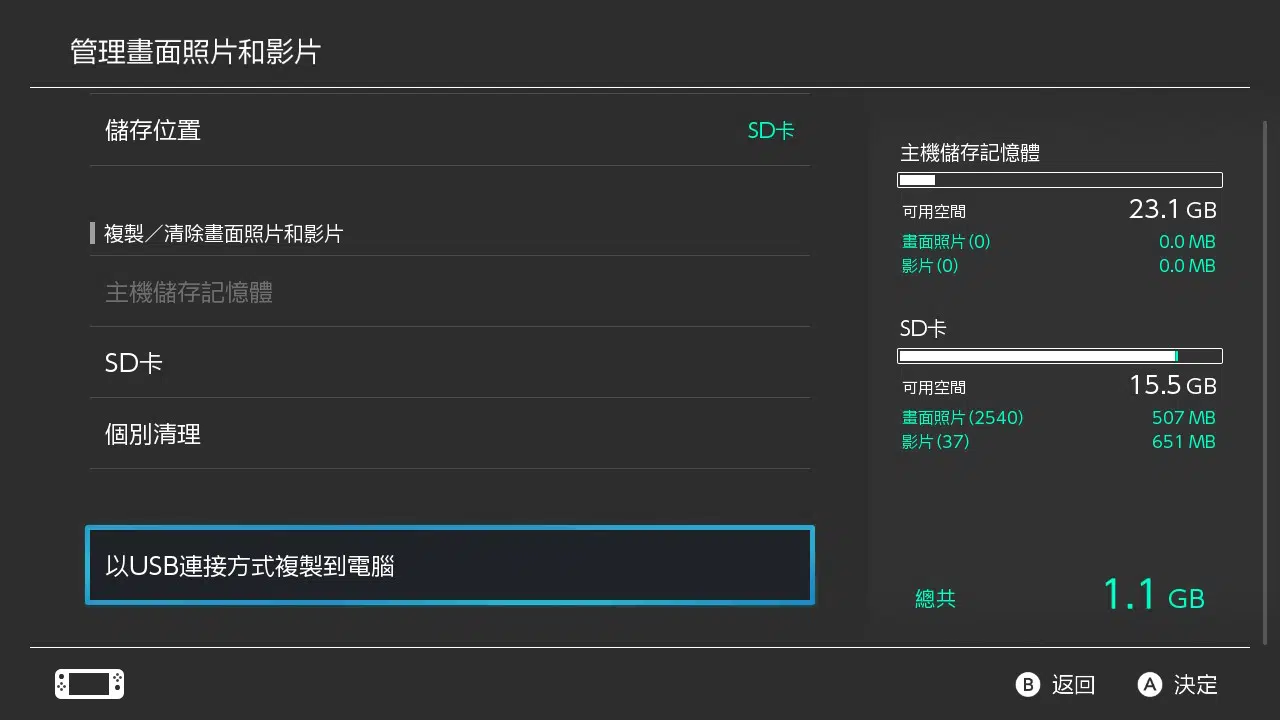 管理畫面照片和影片
儲存位置 SD卡
複製／清除畫面照片和影片
主機儲存記憶體
SD卡
個別清理
以USB連接方式複製到電腦
主機儲存記憶體
可用空間 23.1 GB
畫面照片(0) 0.0 MB
影片(0) 0.0 MB
SD卡
可用空間 15.5 GB
畫面照片(2540) 507 MB
影片(37) 651 MB
總共 1.1 GB
B 返回 A 決定